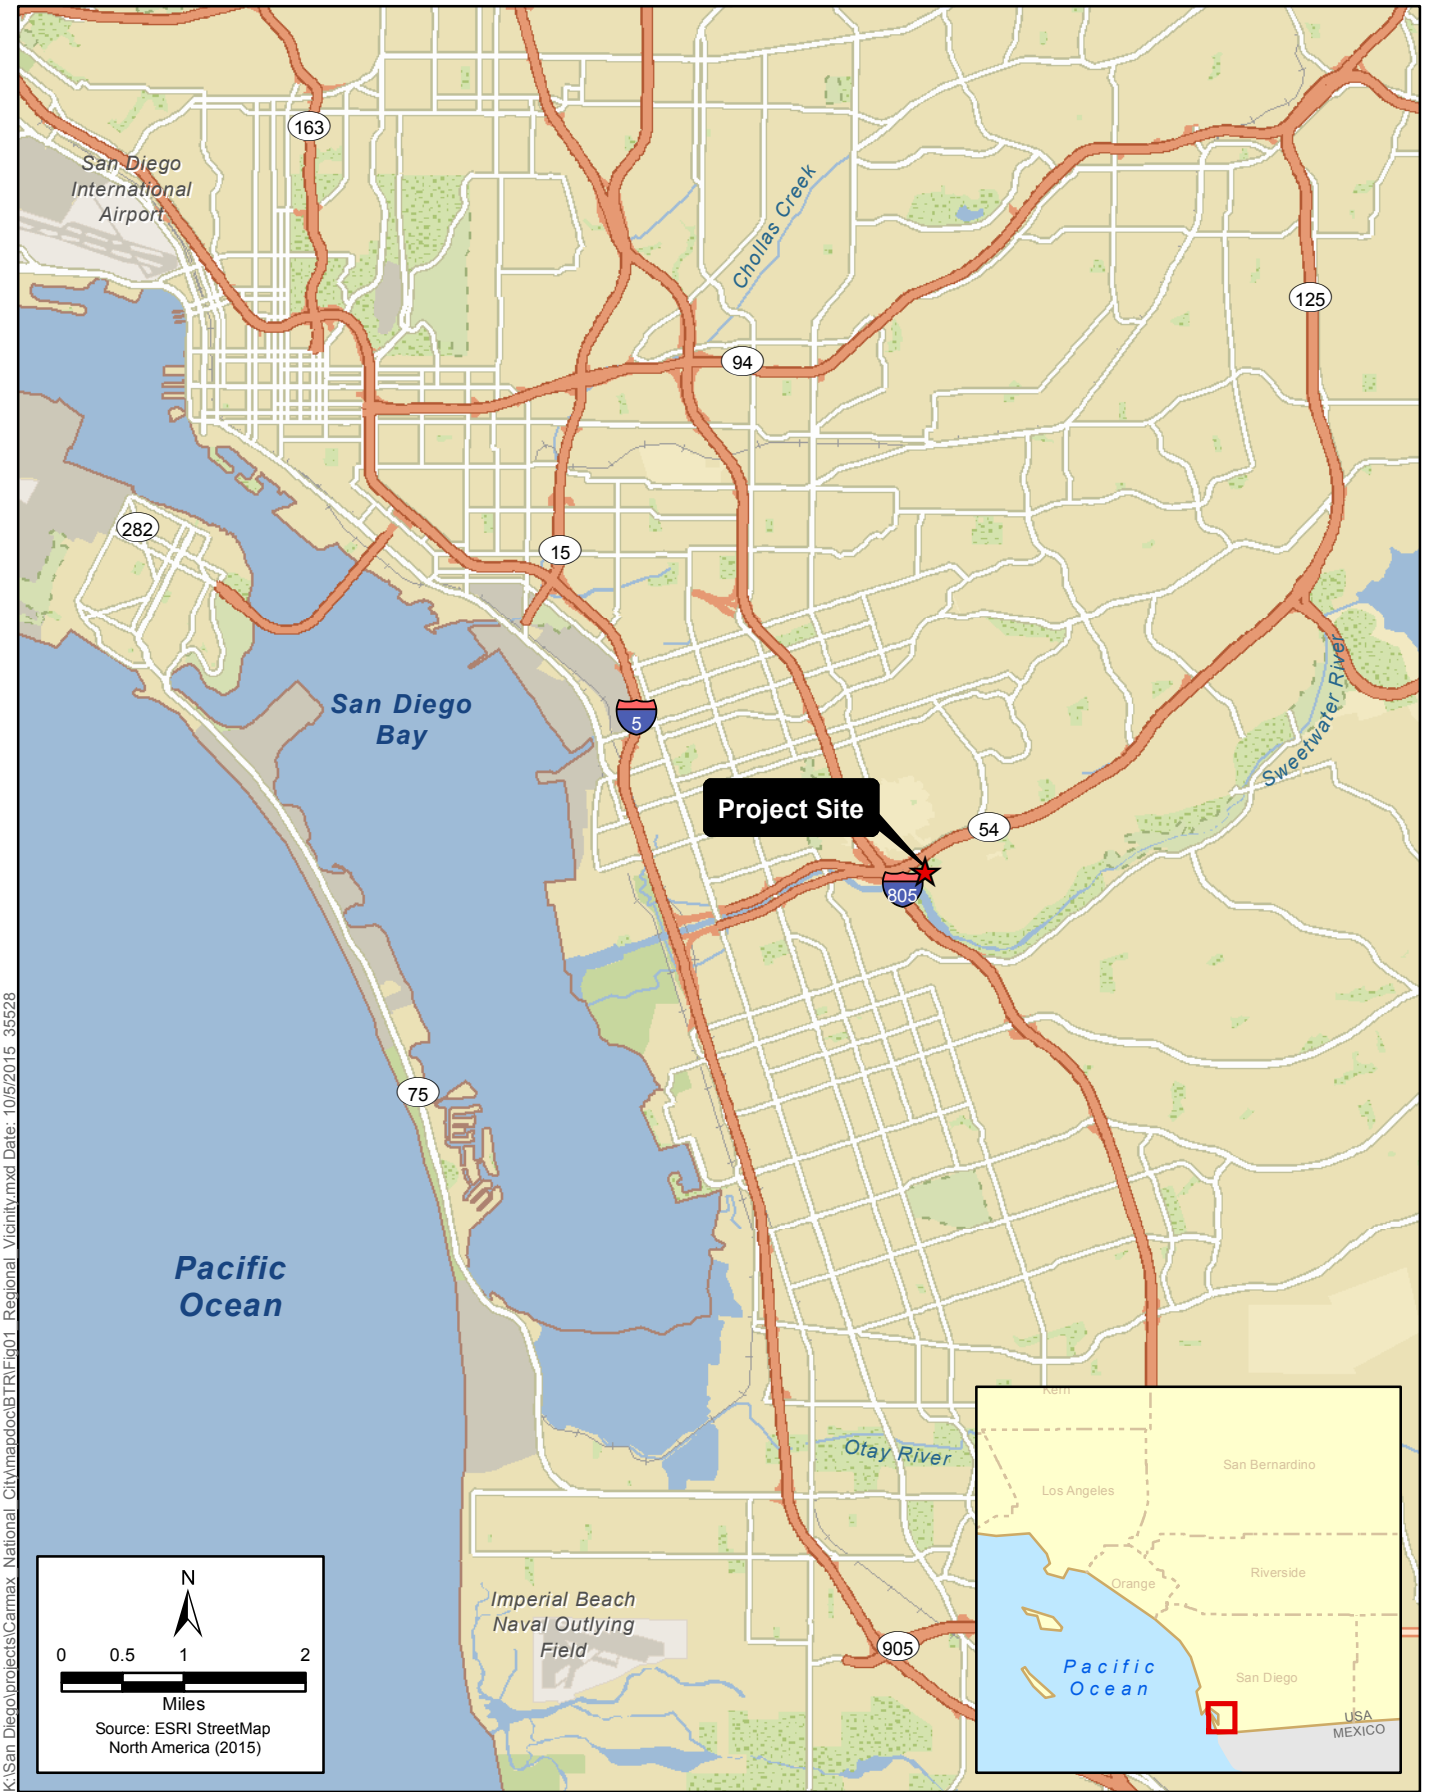 163
San Diego
International
Airport
Chollas Creek
125
94
282
15
Sweetwater River
San Diego
Bay
5
Project Site
54
805
75
Pacific
Ocean
Otay River
Imperial Beach
Naval Outlying
Field
905
N
0 0.5 1 2
Miles
Source: ESRI StreetMap
North America (2015)
Kern
San Bernardino
Los Angeles
Orange
Riverside
Pacific
Ocean
San Diego
USA
MEXICO
K:\San Diego\projects\Carmax_National_City\mapdoc\BTR\Fig01_Regional_Vicinity.mxd Date: 10/5/2015 35528